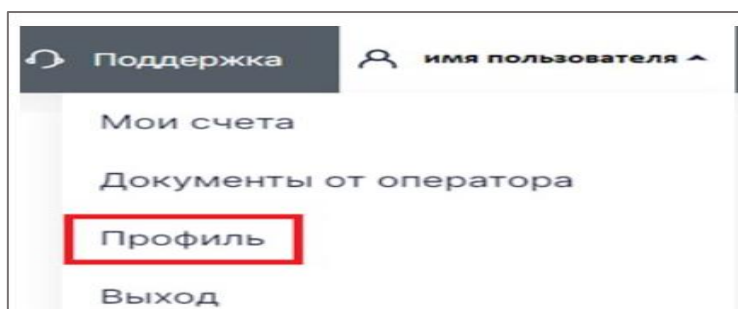 Поддержка имя пользователя
Мои счета
Документы от оператора
Профиль
Выход